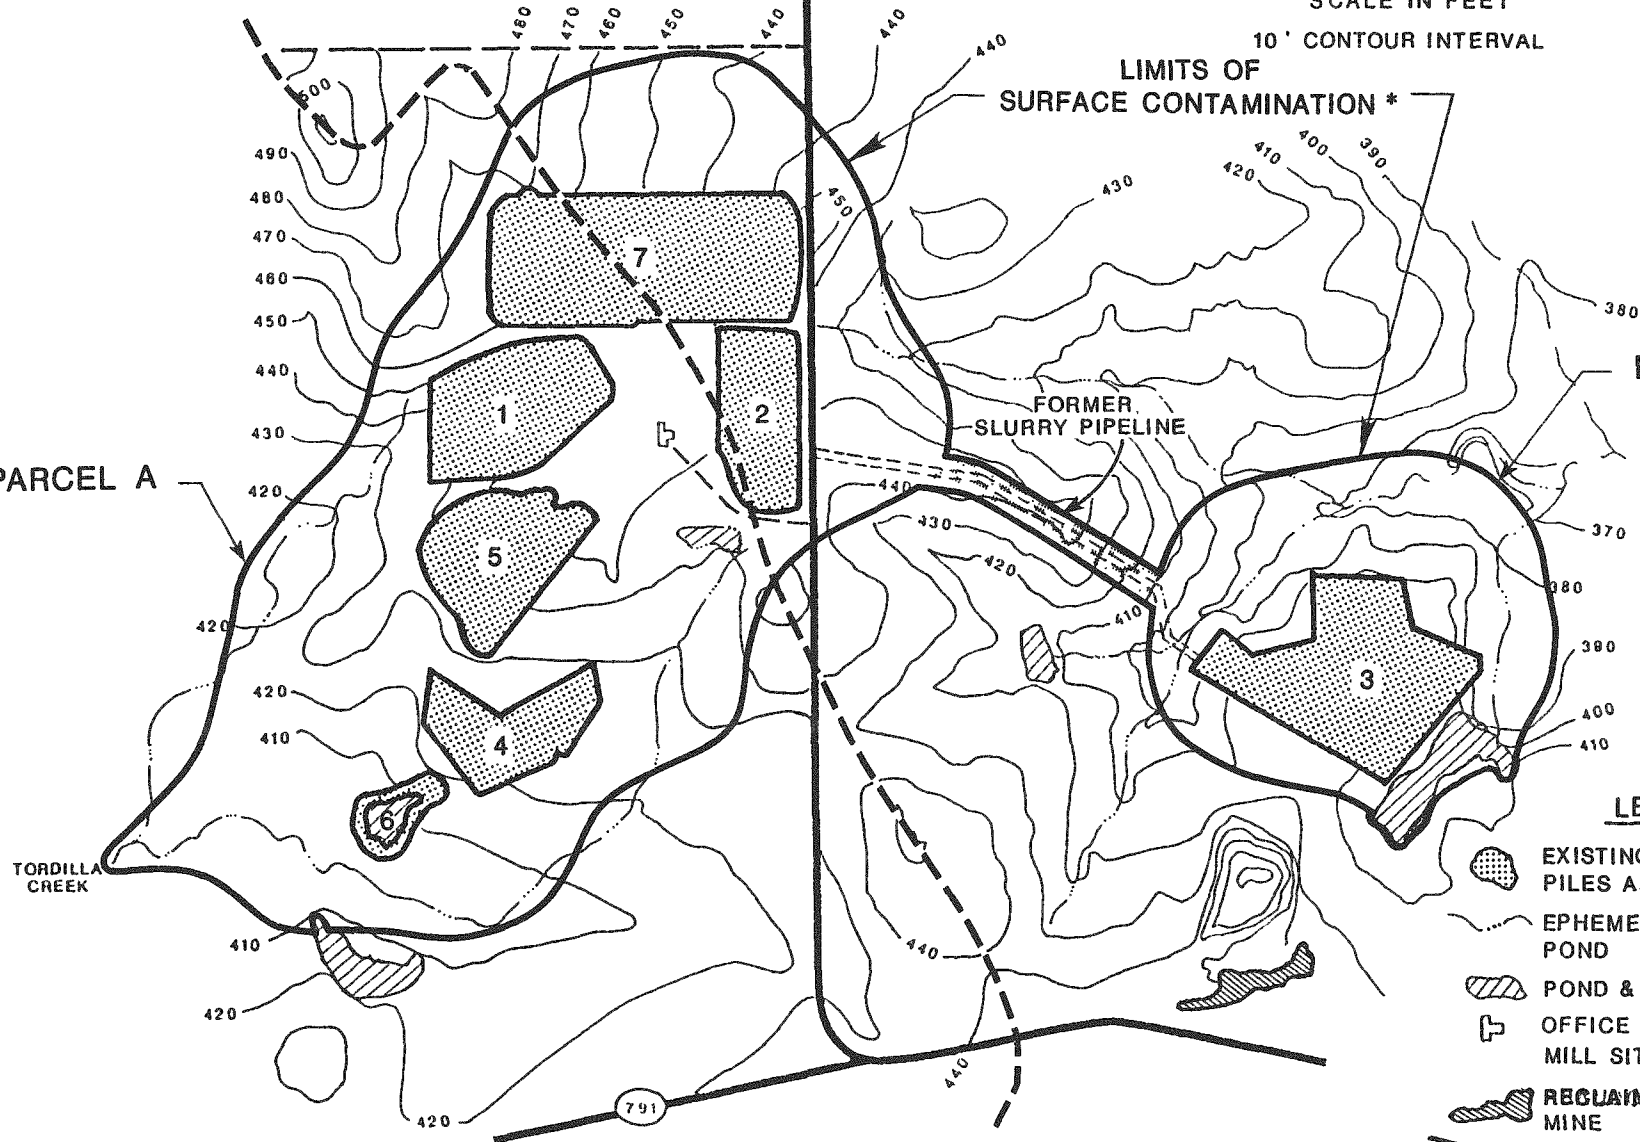 SCALE IN FEET
10' CONTOUR INTERVAL
LIMITS OF
SURFACE CONTAMINATION *
480
470
460
450
440
440
440
500
490
480
470
460
450
440
430
420
420
420
410
410
420
420
450
430
420
410
400
390
380
370
380
390
400
410
440
430
420
410
440
440
7
1
2
5
4
6
3
FORMER
SLURRY PIPELINE
PARCEL A
TORDILLA
CREEK
791
EXISTING
PILES A
EPHEME
POND
POND &
OFFICE
MILL SIT
MINE